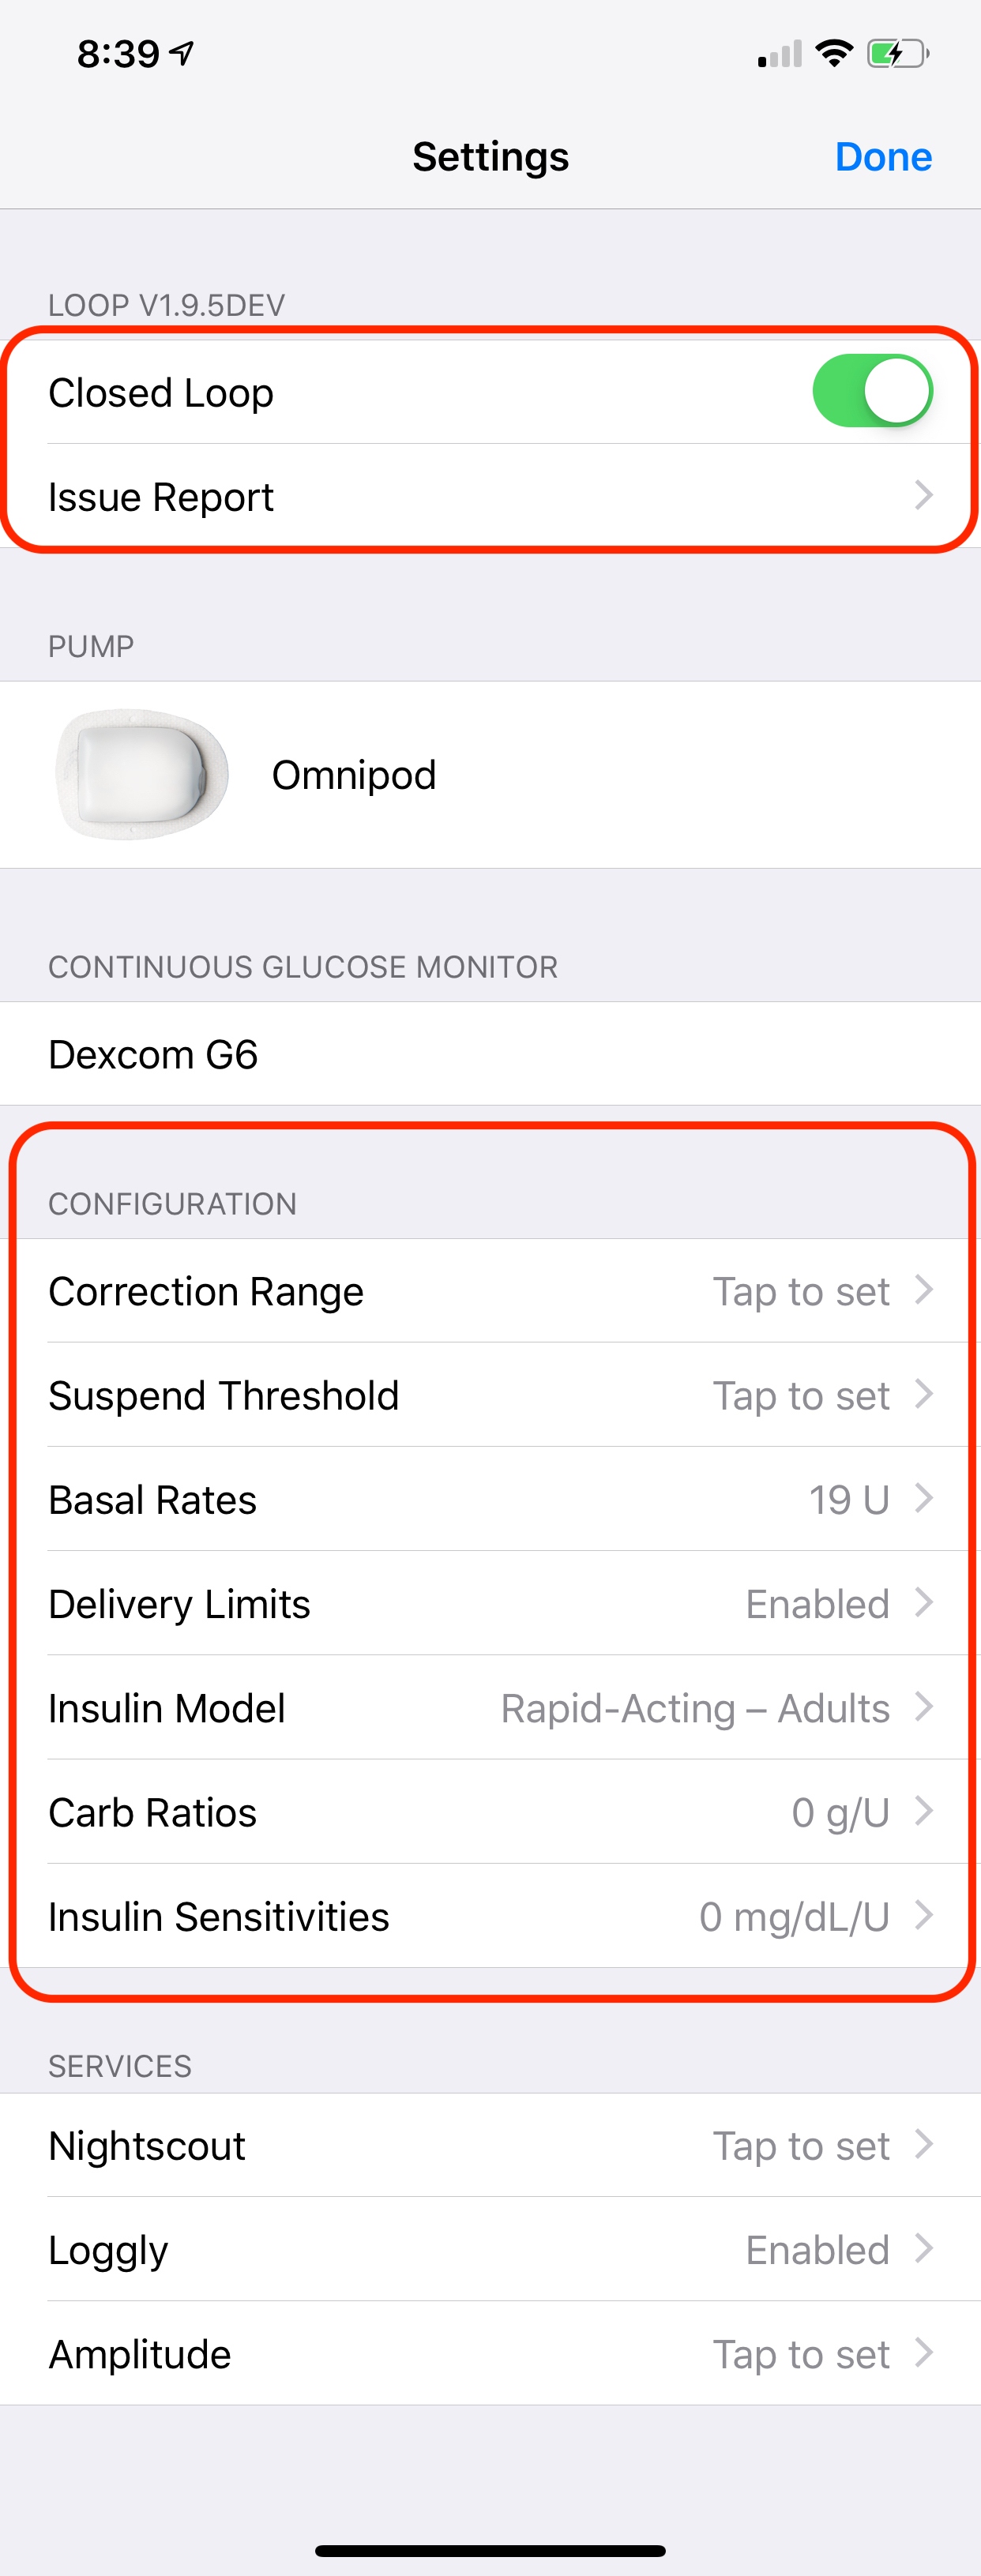 8:39
Settings
Done
LOOP V1.9.5DEV
Closed Loop
Issue Report
PUMP
Omnipod
CONTINUOUS GLUCOSE MONITOR
Dexcom G6
CONFIGURATION
Correction Range Tap to set
Suspend Threshold Tap to set
Basal Rates 19 U
Delivery Limits Enabled
Insulin Model Rapid-Acting – Adults
Carb Ratios 0 g/U
Insulin Sensitivities 0 mg/dL/U
SERVICES
Nightscout Tap to set
Loggly Enabled
Amplitude Tap to set